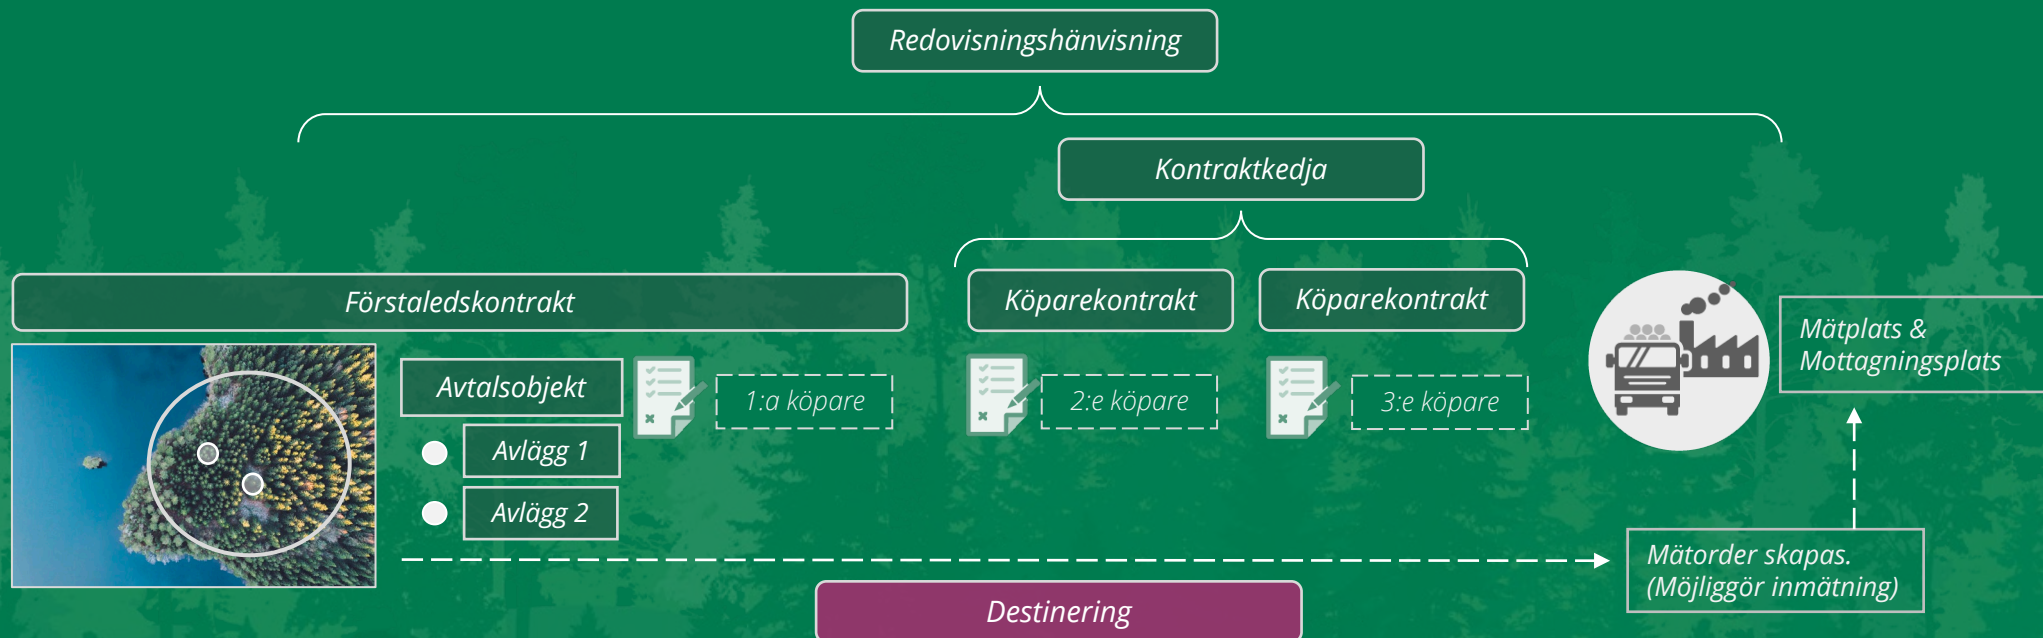 Redovisningshänvisning
Kontraktkedja
Förstaledskontrakt
Köparekontrakt
Köparekontrakt
Avtalsobjekt
1:a köpare
2:e köpare
3:e köpare
Mätplats &
Mottagningsplats
Avlägg 1
Avlägg 2
Mätorder skapas.
(Möjliggör inmätning)
Destinering